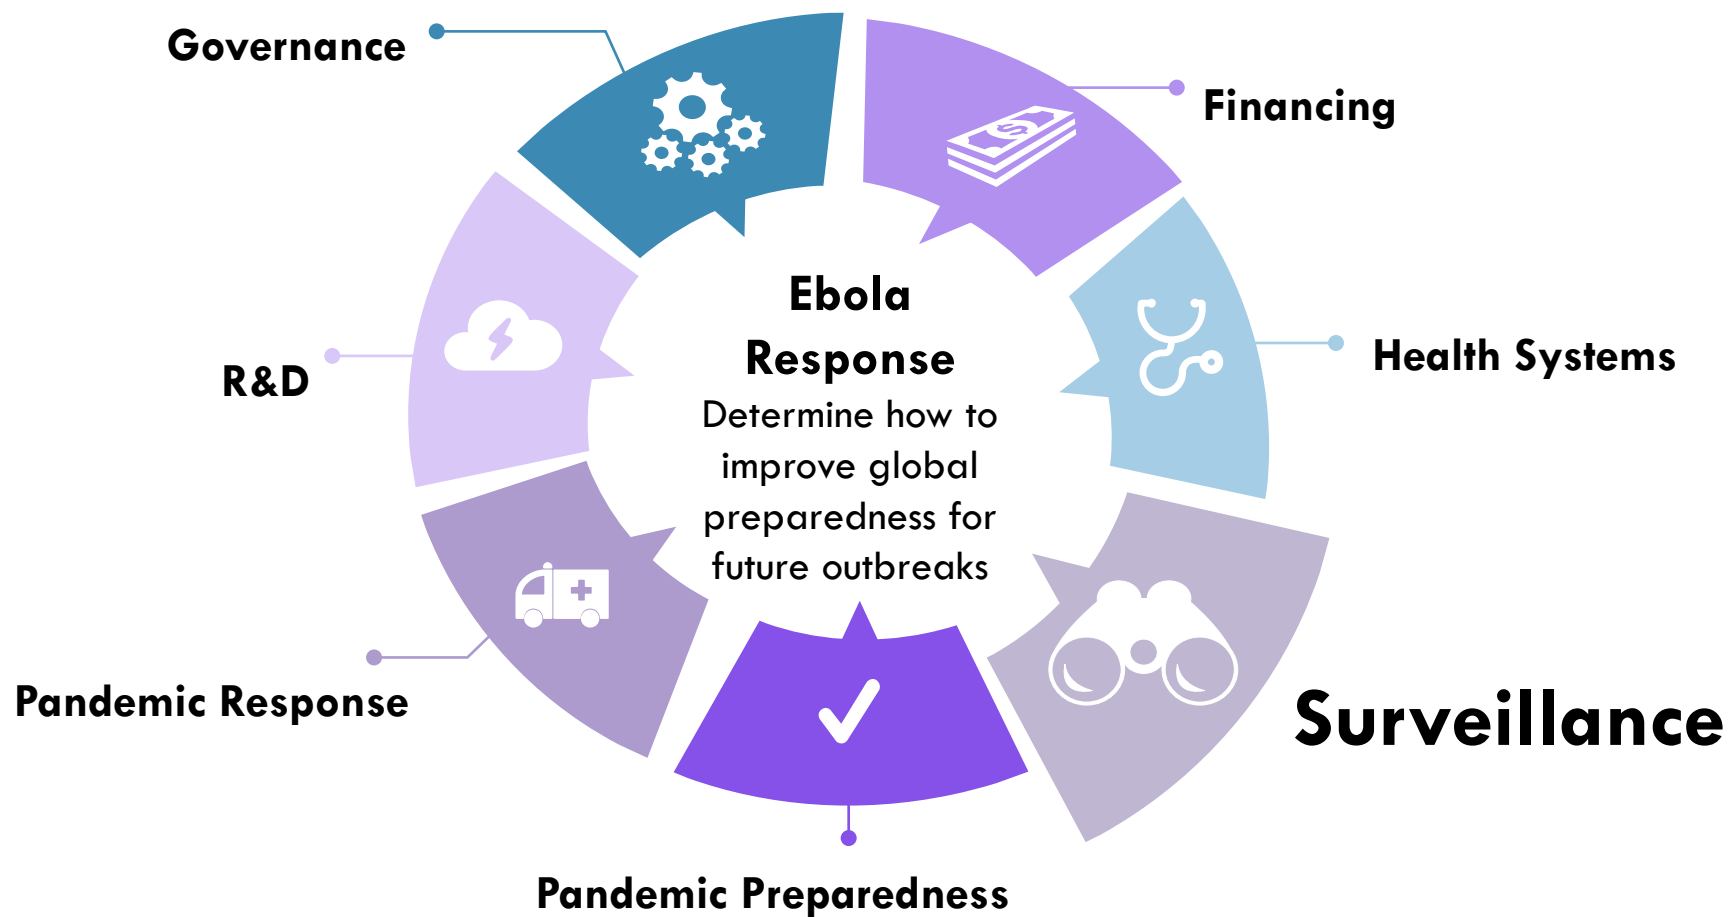 Governance
Financing
Ebola
Response
Determine how to
improve global
preparedness for
future outbreaks
Health Systems
R&D
Pandemic Response
Surveillance
Pandemic Preparedness